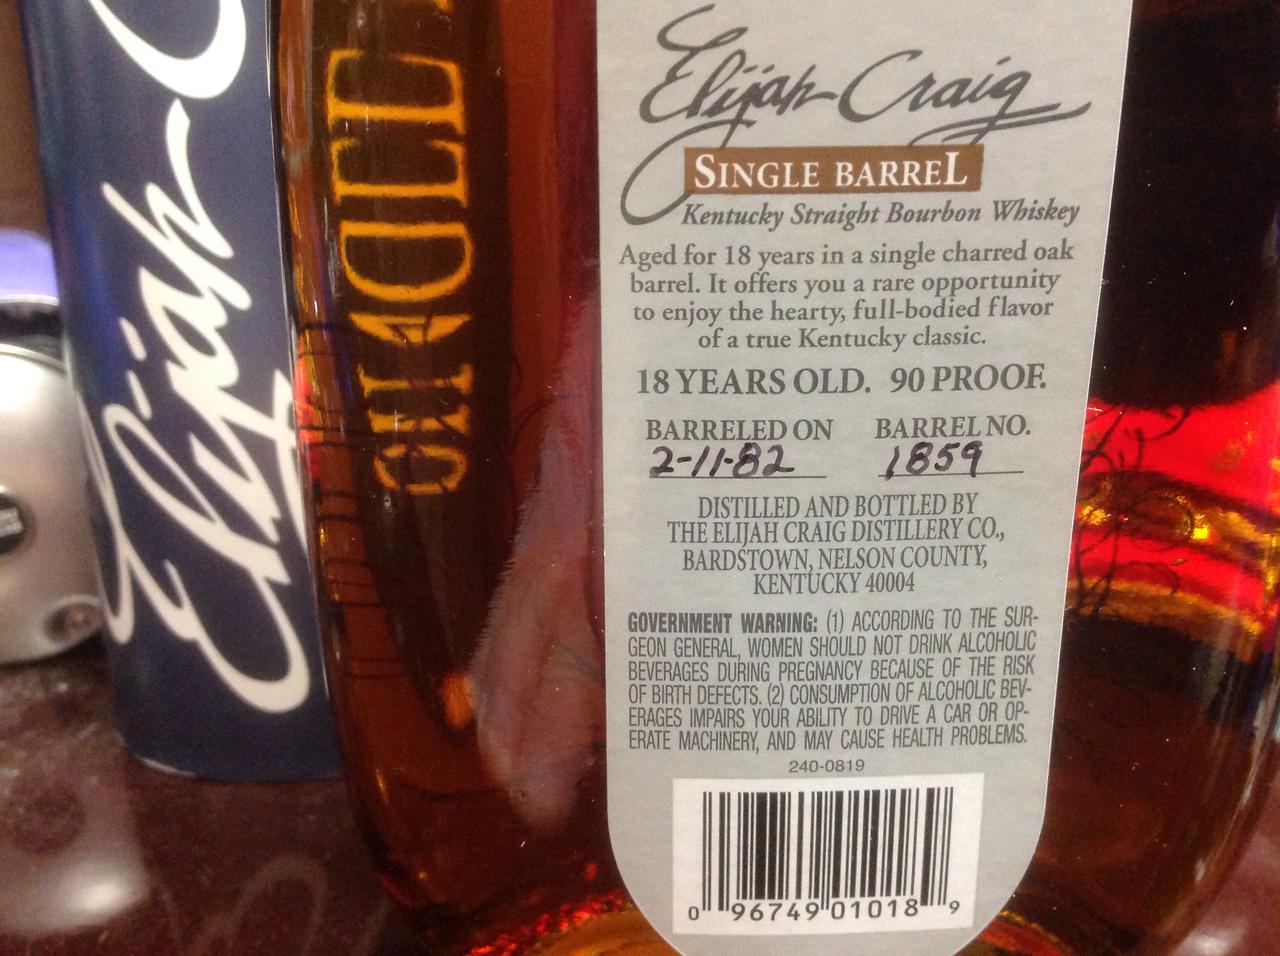 Elijah
Elijah Craig
SINGLE BARREL
Kentucky Straight Bourbon Whiskey
Aged for 18 years in a single charred oak
barrel. It offers you a rare opportunity
to enjoy the hearty, full-bodied flavor
of a true Kentucky classic.
18 YEARS OLD. 90 PROOF.
BARRELED ON BARREL NO.
2-11-82 1859
DISTILLED AND BOTTLED BY
THE ELIJAH CRAIG DISTILLERY CO.,
BARDSTOWN, NELSON COUNTY,
KENTUCKY 40004
GOVERNMENT WARNING: (1) ACCORDING TO THE SUR-
GEON GENERAL, WOMEN SHOULD NOT DRINK ALCOHOLIC
BEVERAGES DURING PREGNANCY BECAUSE OF THE RISK
OF BIRTH DEFECTS. (2) CONSUMPTION OF ALCOHOLIC BEV-
ERAGES IMPAIRS YOUR ABILITY TO DRIVE A CAR OR OP-
ERATE MACHINERY, AND MAY CAUSE HEALTH PROBLEMS.
240-0819
0 96749 01018 9